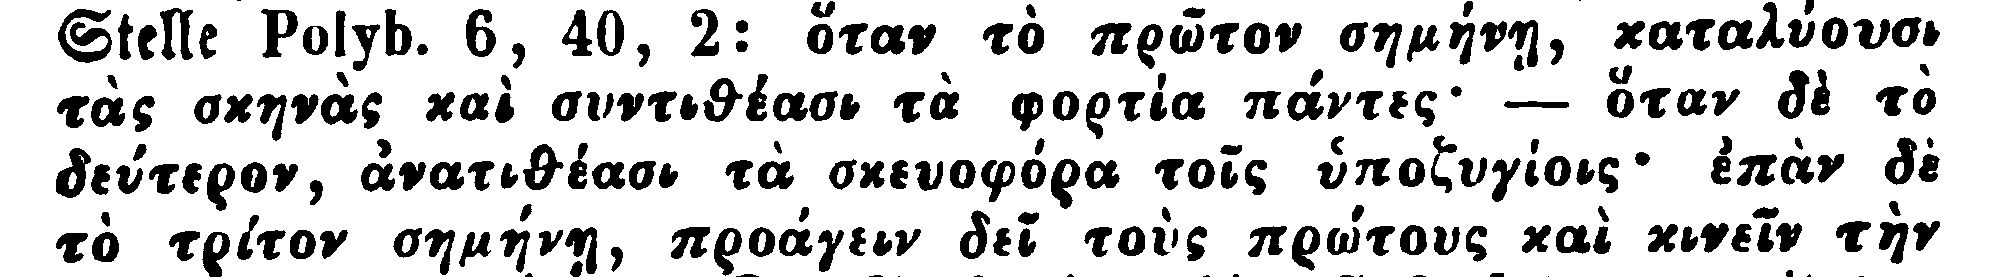 Stelle Polyb. 6, 40, 2: ὅταν τὸ πρῶτον σημήνῃ, καταλύουσι
τὰς σκηνὰς καὶ συντιθέασι τὰ φορτία πάντες· — ὅταν δὲ τὸ
δεύτερον, ἀνατιθέασι τὰ σκευοφόρα τοῖς ὑποζυγίοις· ἐπὰν δὲ
τὸ τρίτον σημήνῃ, προάγειν δεῖ τοὺς πρώτους καὶ κινεῖν τὴν